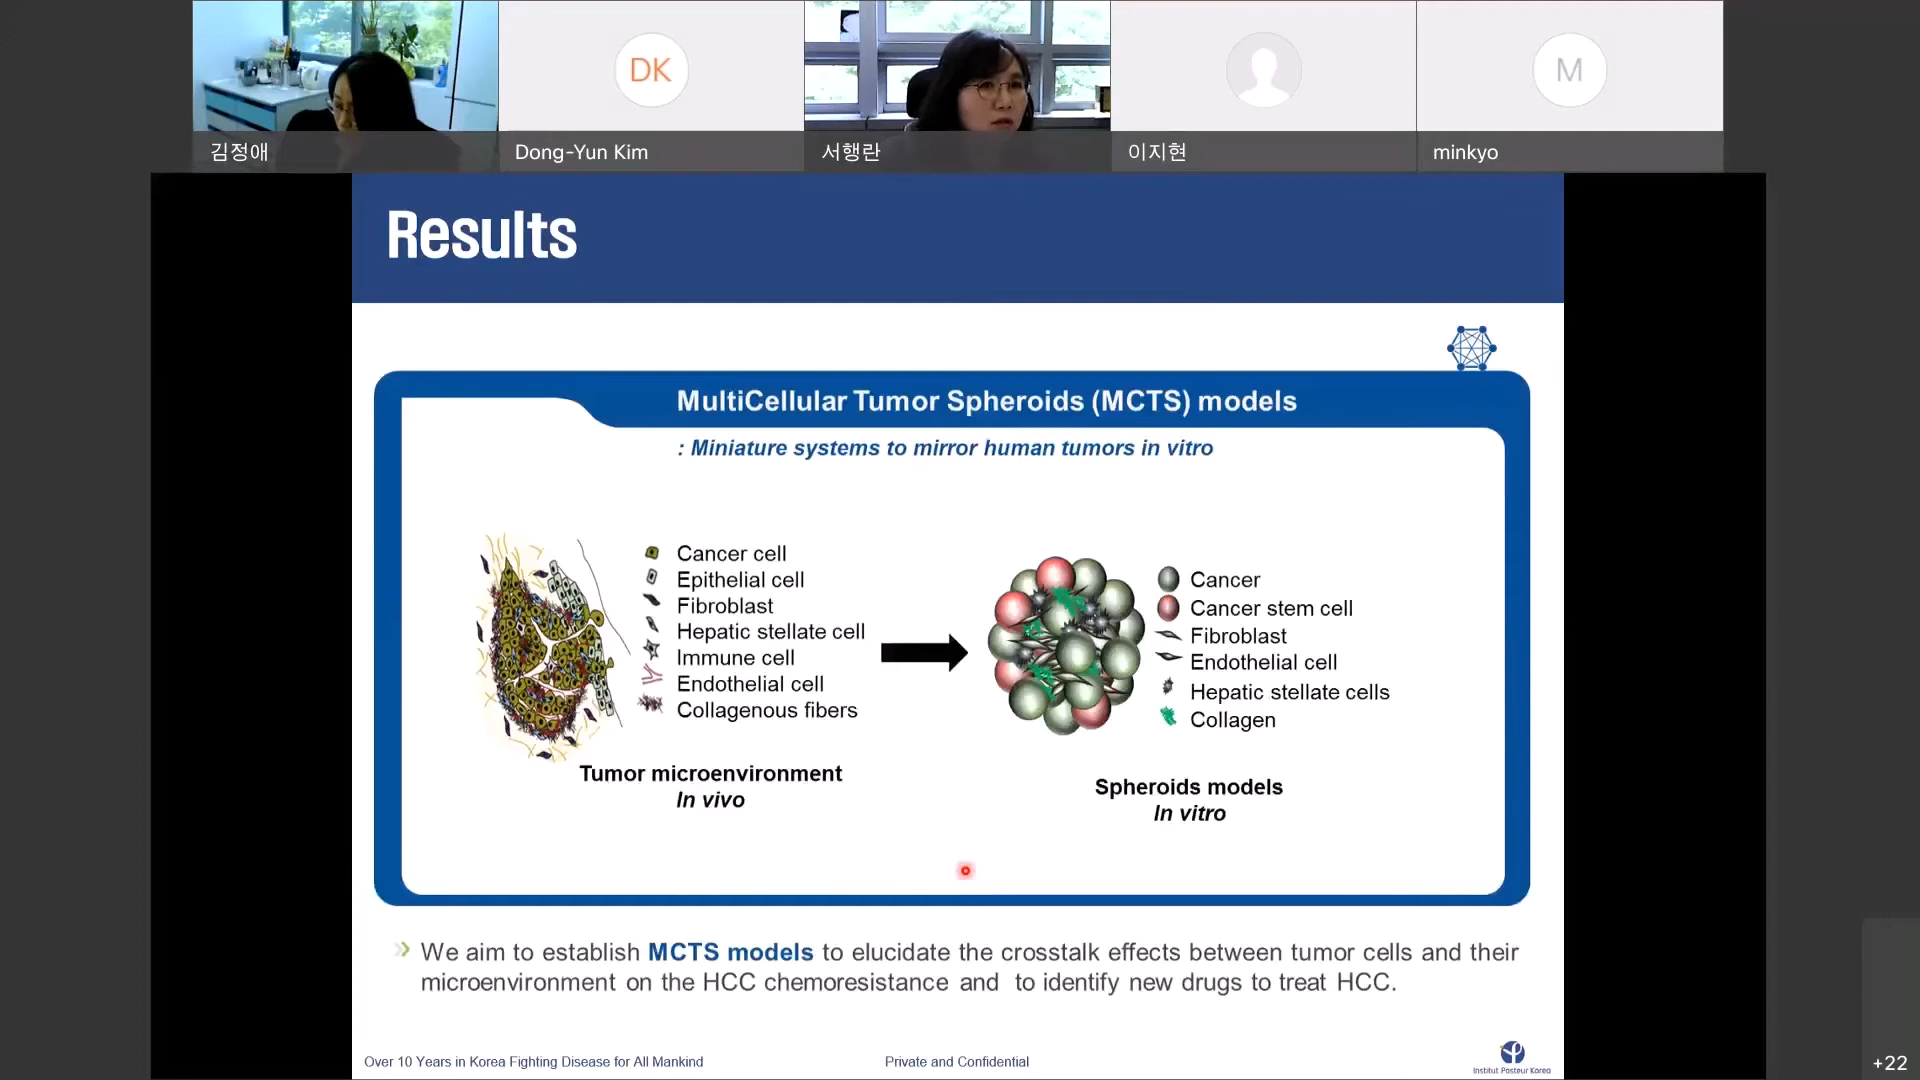 DK
M
김정애
Dong-Yun Kim
서행란
이지현
minkyo
Results
MultiCellular Tumor Spheroids (MCTS) models
: Miniature systems to mirror human tumors in vitro
Cancer cell
Epithelial cell
Fibroblast
Hepatic stellate cell
Immune cell
Endothelial cell
Collagenous fibers
Tumor microenvironment
In vivo
Cancer
Cancer stem cell
Fibroblast
Endothelial cell
Hepatic stellate cells
Collagen
Spheroids models
In vitro
We aim to establish MCTS models to elucidate the crosstalk effects between tumor cells and their
microenvironment on the HCC chemoresistance and to identify new drugs to treat HCC.
Over 10 Years in Korea Fighting Disease for All Mankind
Private and Confidential
Institut Pasteur Korea
+22